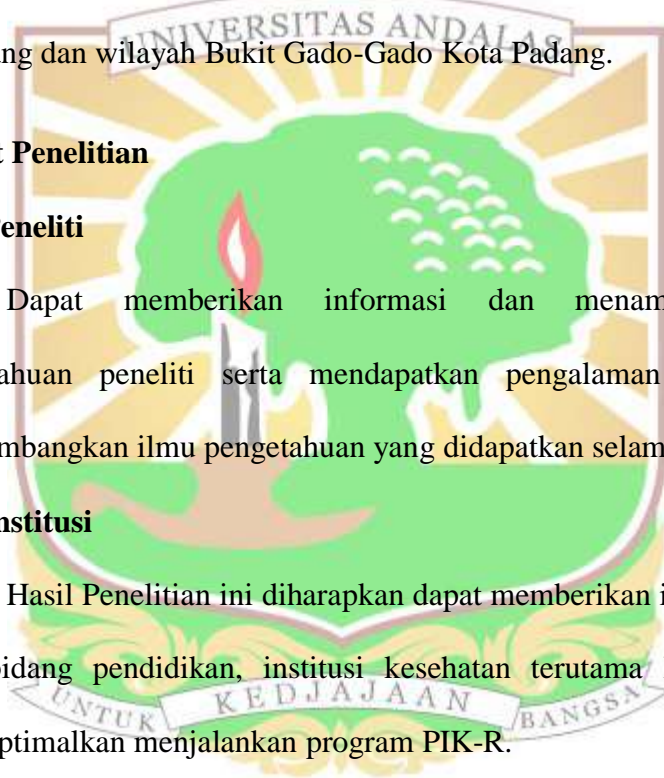 UNIVERSITAS ANDALAS
ang dan wilayah Bukit Gado-Gado Kota Padang.
t Penelitian
Peneliti
Dapat memberikan informasi dan menam
ahuan peneliti serta mendapatkan pengalaman
mbangkan ilmu pengetahuan yang didapatkan selam
nstitusi
Hasil Penelitian ini diharapkan dapat memberikan i
bidang pendidikan, institusi kesehatan terutama
UNTUK KEDJAJAAN BANGSA
ptimalkan menjalankan program PIK-R.